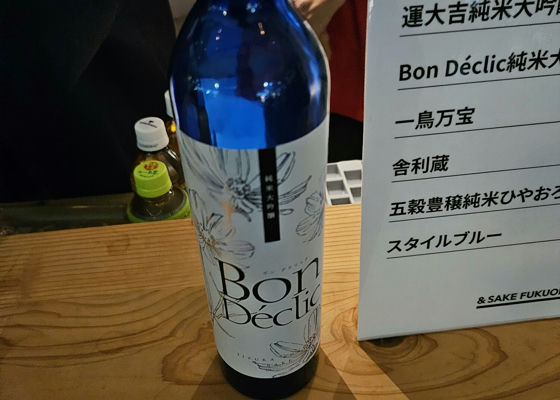 純米大吟醸
Bon
Déclic
運大吉純米大吟
Bon Déclic純米大
一鳥万宝
舎利蔵
五穀豊穣純米ひやおろ
スタイルブルー
& SAKE FUKUO